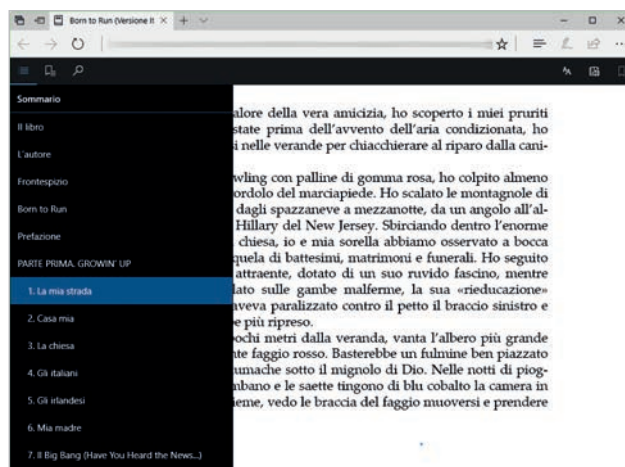 Born to Run (Versione It
Sommario
Il libro
L'autore
Frontespizio
Born to Run
Prefazione
PARTE PRIMA. GROWIN' UP
1. La mia strada
2. Casa mia
3. La chiesa
4. Gli italiani
5. Gli irlandesi
6. Mia madre
7. Il Big Bang (Have You Heard the News...)
alore della vera amicizia, ho scoperto i miei pruriti
state prima dell'avvento dell'aria condizionata, ho
si nelle verande per chiacchierare al riparo dalla cani-
wling con palline di gomma rosa, ho colpito almeno
ordolo del marciapiede. Ho scalato le montagnole di
dagli spazzaneve a mezzanotte, da un angolo all'al-
Hillary del New Jersey. Sbirciando dentro l'enorme
chiesa, io e mia sorella abbiamo osservato a bocca
quela di battesimi, matrimoni e funerali. Ho seguito
attraente, dotato di un suo ruvido fascino, mentre
lato sulle gambe malferme, la sua «rieducazione»
aveva paralizzato contro il petto il braccio sinistro e
e più ripreso.
ochi metri dalla veranda, vanta l'albero più grande
nte faggio rosso. Basterebbe un fulmine ben piazzato
umache sotto il mignolo di Dio. Nelle notti di piog-
mbano e le saette tingono di blu cobalto la camera in
ieme, vedo le braccia del faggio muoversi e prendere